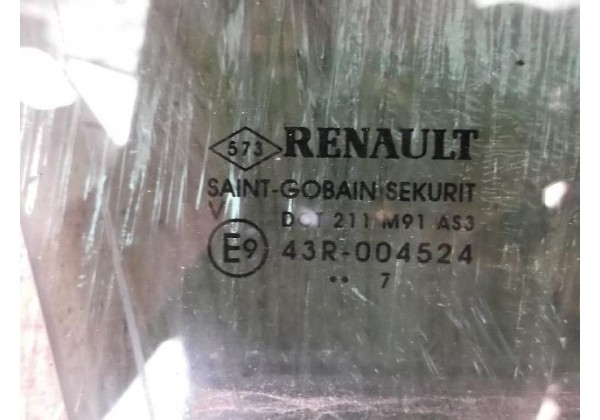 573 RENAULT
SAINT-GOBAIN SEKURIT
V DOT 211 M91 AS3
E9 43R-004524
•• 7